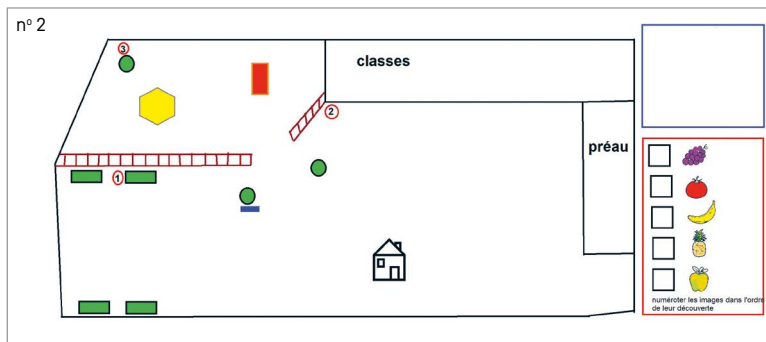 n° 2
3
classes
2
préau
1
numéroter les images dans l'ordre
de leur découverte